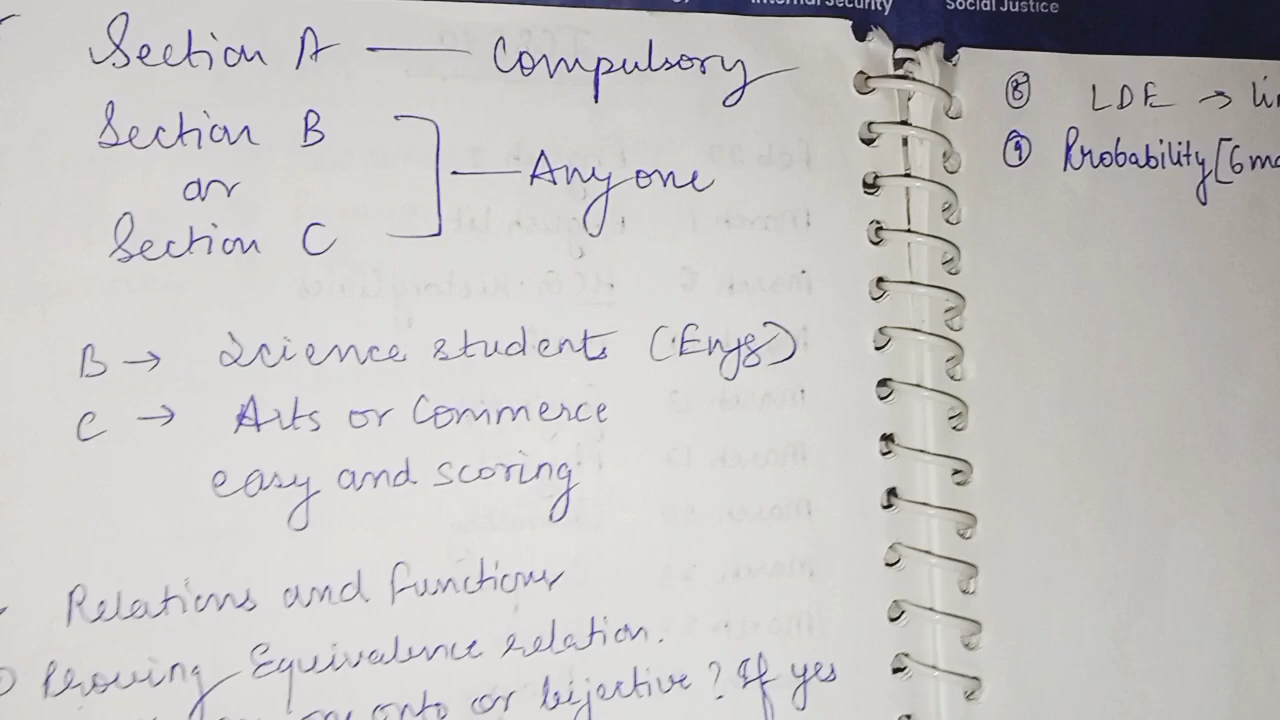 Internal Security
Social Justice
Section A — Compulsory
Section B
or
Section C
Any one
B → Science students (Engg)
C → Arts or Commerce
easy and scoring
Relations and functions
Proving Equivalence relation.
onto or bijective? If yes
⑧ LDE →
⑨ Probability [6